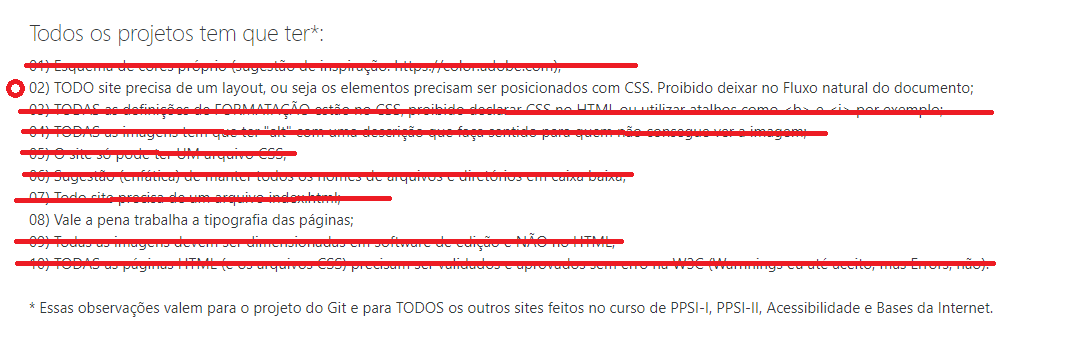 Todos os projetos tem que ter*:
01) Esquema de cores próprio (sugestão de inspiração: https://color.adobe.com);
02) TODO site precisa de um layout, ou seja os elementos precisam ser posicionados com CSS. Proibido deixar no Fluxo natural do documento;
03) TODAS as definições de FORMATAÇÃO estão no CSS, proibido declarar CSS no HTML ou utilizar atalhos como <b> e <i> por exemplo;
04) TODAS as imagens tem que ter "alt" com uma descrição que faça sentido para quem não consegue ver a imagem;
05) O site só pode ter UM arquivo CSS;
06) Sugestão (enfática) de manter todos os nomes de arquivos e diretórios em caixa baixa;
07) Todo site precisa de um arquivo index.html;
08) Vale a pena trabalha a tipografia das páginas;
09) Todas as imagens devem ser dimensionadas em software de edição e NÃO no HTML;
10) TODAS as páginas HTML (e os arquivos CSS) precisam ser validados e aprovados sem erro na W3C (Warnnings eu até aceito, mas Errors, não).
* Essas observações valem para o projeto do Git e para TODOS os outros sites feitos no curso de PPSI-I, PPSI-II, Acessibilidade e Bases da Internet.